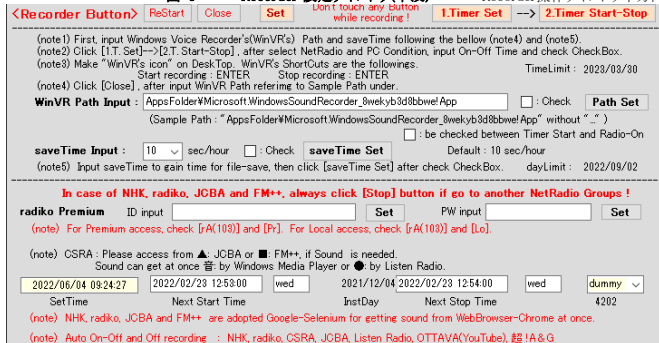 <Recorder Button> ReStart Close Set Don't touch any Button while recording ! 1.Timer Set --> 2.Timer Start-Stop
(note1) First, input Windows Voice Recorder's(WinVR's) Path and saveTime following the bellow (note4) and (note5).
(note2) Click [1.T. Set]-->[2.T. Start-Stop] , after select NetRadio and PC Condition, input On-Off Time and check CheckBox.
(note3) Make "WinVR's icon" on DeskTop. WinVR's ShortCuts are the followings. TimeLimit : 2023/03/30
Start recording : ENTER Stop recording : ENTER
(note4) Click [Close] , after input WinVR Path refering to Sample Path under.
WinVR Path Input : AppsFolder¥Microsoft.WindowsSoundRecorder_8wekyb3d8bbwe!App : Check Path Set
(Sample Path : "AppsFolder¥Microsoft.WindowsSoundRecorder_8wekyb3d8bbwe!App" without "_" )
: be checked between Timer Start and Radio-On
saveTime Input : 10 sec/hour : Check saveTime Set Default : 10 sec/hour
(note5) Input saveTime to gain time for file-save, then click [saveTime Set] after check CheckBox. dayLimit : 2022/09/02
In case of NHK, radiko, JCBA and FM++, always click [Stop] button if go to another NetRadio Groups !
radiko Premium ID input Set PW input Set
(note) For Premium access, check [rA(103)] and [Pr]. For Local access, check [rA(103)] and [Lo].
(note) CSRA : Please access from ▲: JCBA or ■: FM++, if Sound is needed.
Sound can get at once 音: by Windows Media Player or ●: by Listen Radio.
2022/06/04 09:24:27 2022/02/23 12:53:00 wed 2021/12/04 2022/02/23 12:54:00 wed dummy
SetTime Next Start Time InstDay Next Stop Time 4202
(note) NHK, radiko, JCBA and FM++ are adopted Google-Selenium for getting sound from WebBrowser-Chrome at once.
(note) Auto On-Off and Off recording : NHK, radiko, CSRA, JCBA, Listen Radio, OTTAVA(YouTube), 超!A&G